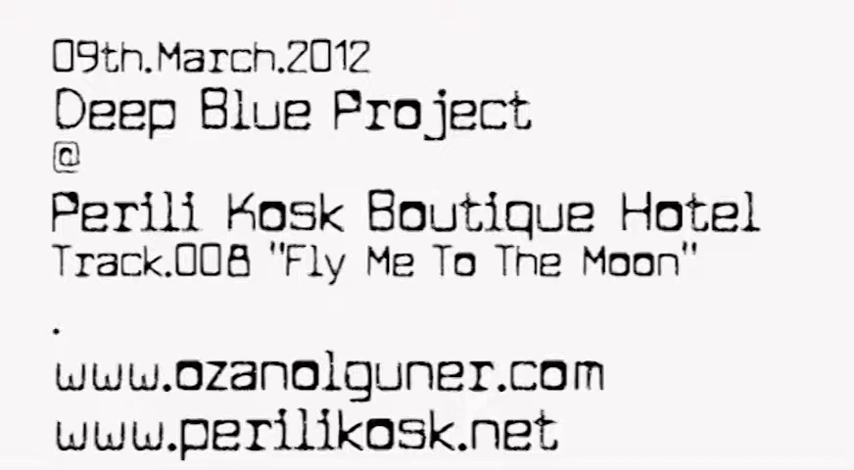 09th.March.2012
Deep Blue Project
@
Perili Kosk Boutique Hotel
Track.008 "Fly Me To The Moon"
.
www.ozanolguner.com
www.perilikosk.net